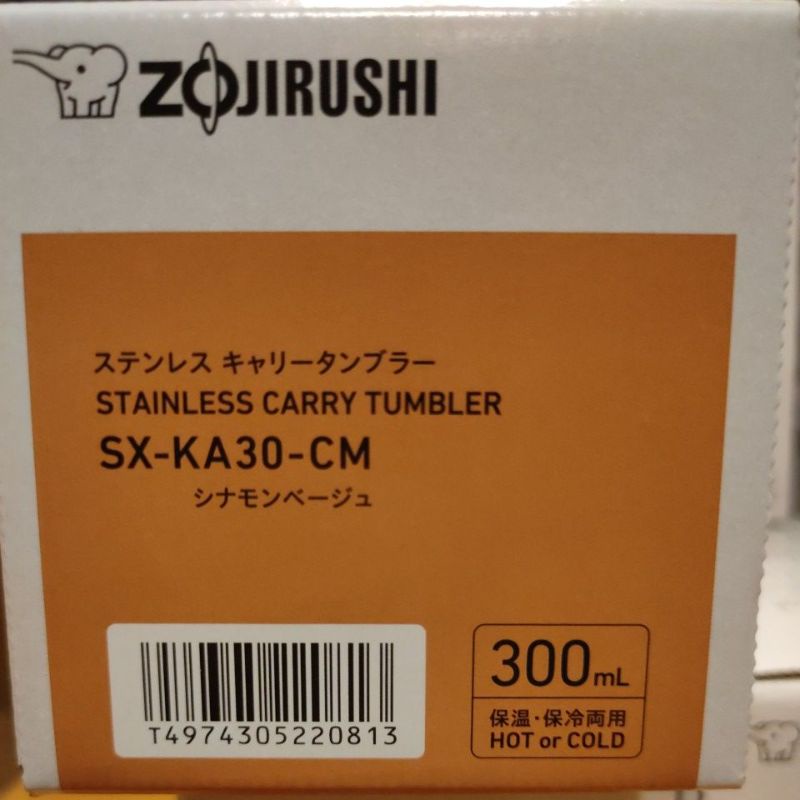 ZOJIRUSHI
ステンレス キャリータンブラー
STAINLESS CARRY TUMBLER
SX-KA30-CM
シナモンベージュ
T4974305220813
300mL
保温・保冷両用
HOT or COLD